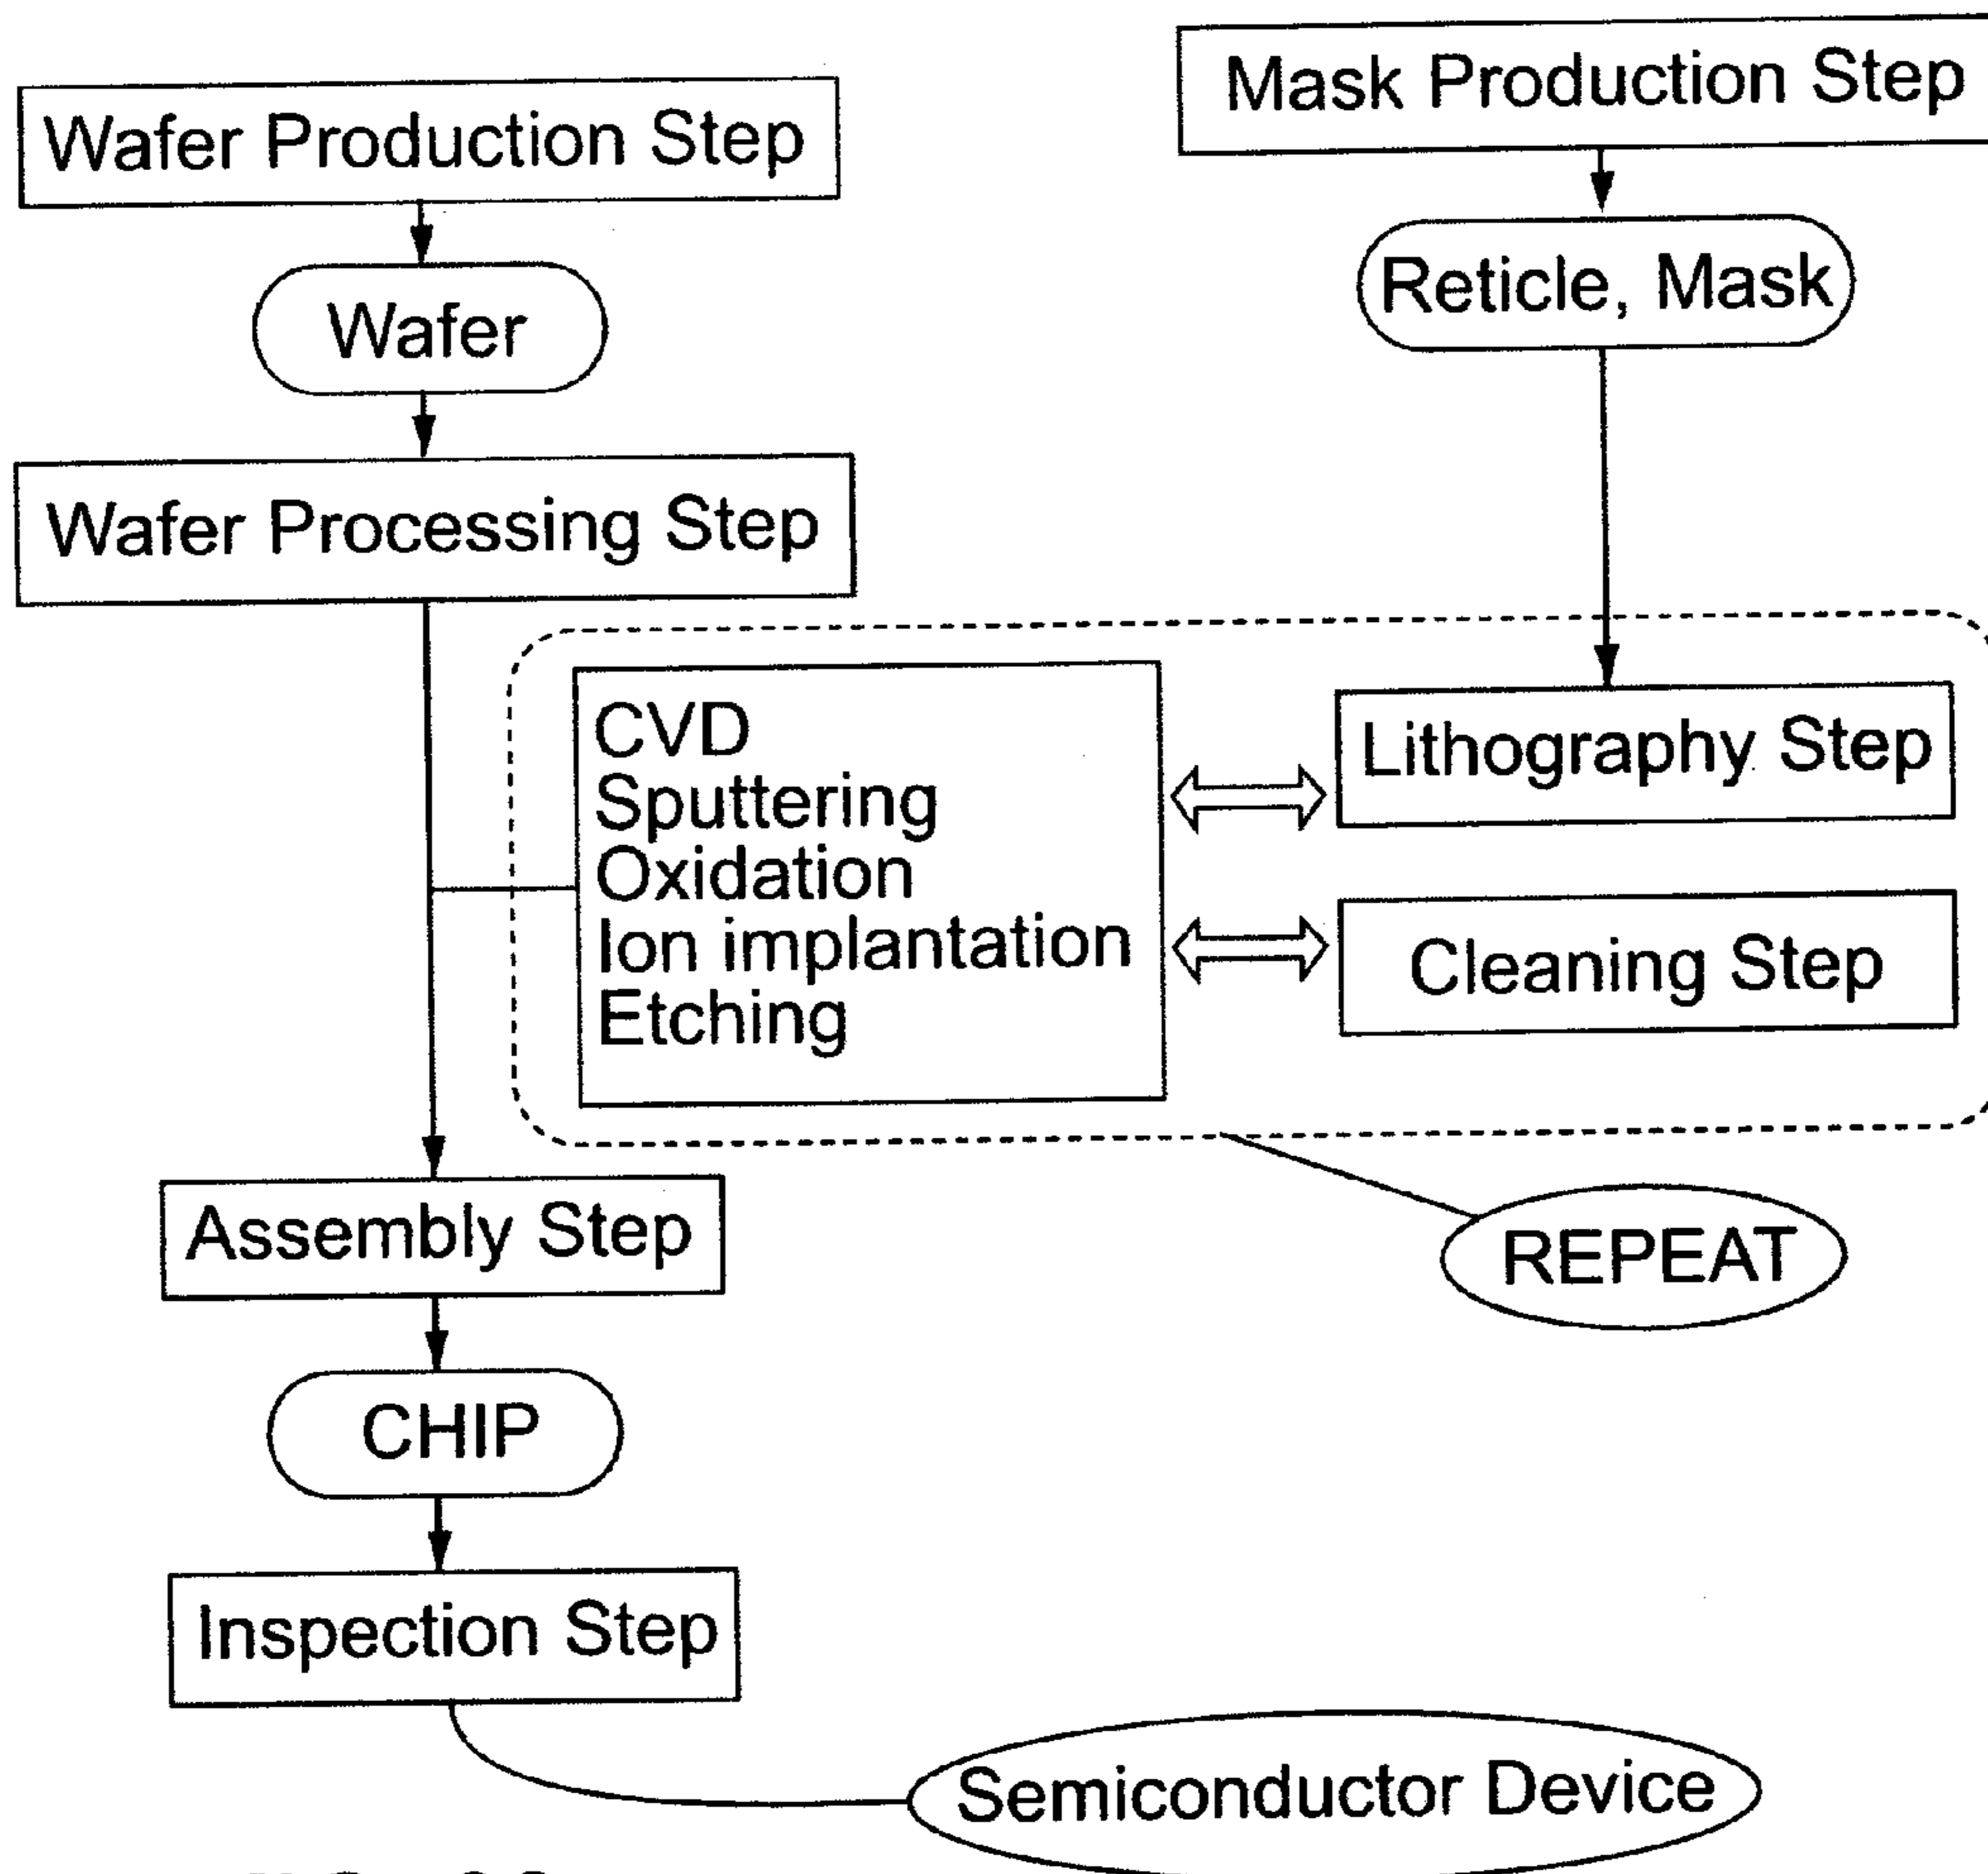 Mask Production Step
Wafer Production Step
Reticle, Mask
Wafer
Wafer Processing Step
CVD
Sputtering
Oxidation
Ion implantation
Etching
Lithography Step
Cleaning Step
Assembly Step
REPEAT
CHIP
Inspection Step
Semiconductor Device